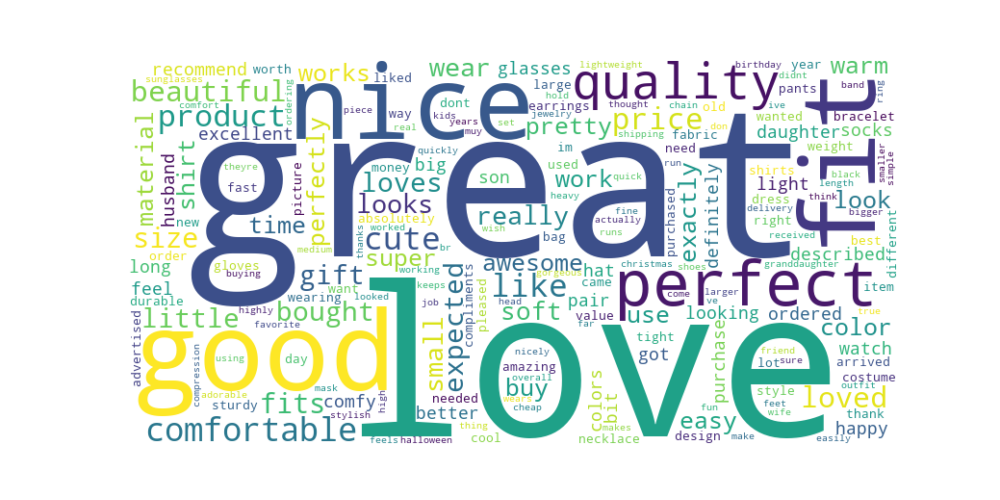 great
love
good
nice
perfect
fit
quality
product
beautiful
comfortable
price
size
cute
like
works
wear
glasses
warm
recommend
worth
sunglasses
comfort
ordering
liked
piece
way
dont
kids
years
muy
set
large
hold
earrings
lightweight
birthday
didnt
year
pants
band
ring
thought
chain
old
ive
jewelry
shipping
don
wanted
bracelet
pretty
fabric
daughter
socks
excellent
material
husband
shirt
theyre
fast
picture
perfectly
real
quickly
money
big
im
used
need
run
weight
smaller
simple
shirts
black
light
length
think
look
bigger
dress
delivery
right
received
best
different
described
loves
looks
son
work
quick
heavy
fine
actually
runs
purchased
exactly
definitely
new
time
absolutely
worked
thanks
medium
really
wish
bag
br
super
order
long
gloves
buying
feel
durable
gift
want
wearing
looked
working
keeps
awesome
gorgeous
hat
came
christmas
shoes
granddaughter
item
highly
favorite
little
bought
job
expected
compliments
pleased
head
soft
pair
value
far
use
come
larger
ve
looking
ordered
true
color
advertised
small
tight
got
purchase
friend
lot
sure
watch
arrived
using
day
compression
adorable
sturdy
mask
fits
comfy
stylish
high
feels
halloween
needed
better
wears
thing
cool
nicely
amazing
overall
buy
cheap
colors
bit
makes
necklace
easy
fun
design
make
style
feet
wife
outfit
costume
loved
thank
happy
easily